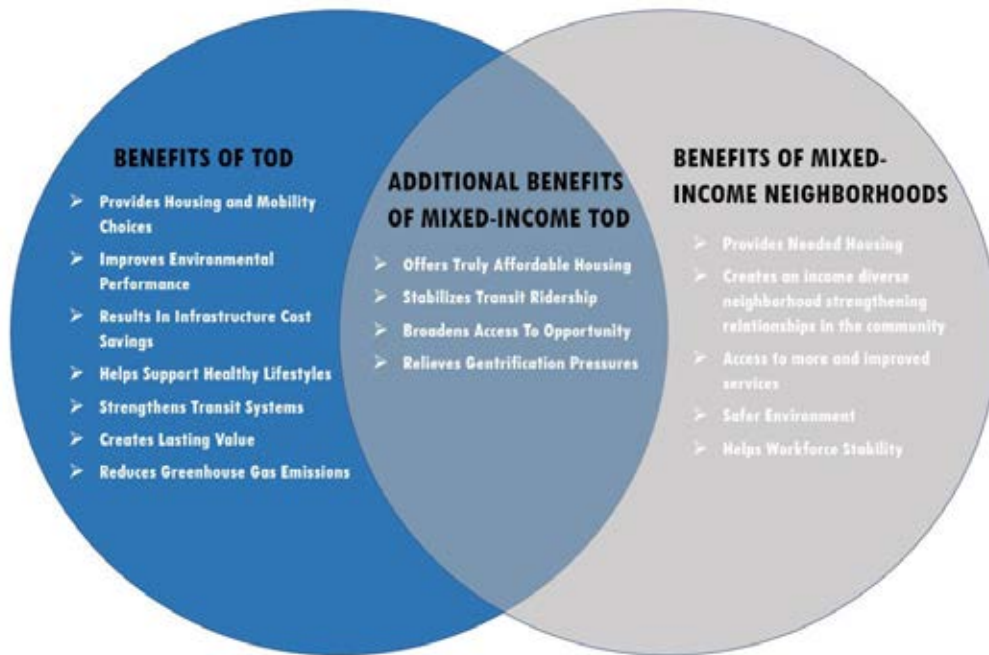 BENEFITS OF TOD
➢ Provides Housing and Mobility
Choices
➢ Improves Environmental
Performance
➢ Results In Infrastructure Cost
Savings
➢ Helps Support Healthy Lifestyles
➢ Strengthens Transit Systems
➢ Creates Lasting Value
➢ Reduces Greenhouse Gas Emissions
ADDITIONAL BENEFITS
OF MIXED-INCOME TOD
➢ Offers Truly Affordable Housing
➢ Stabilizes Transit Ridership
➢ Broadens Access To Opportunity
➢ Relieves Gentrification Pressures
BENEFITS OF MIXED-
INCOME NEIGHBORHOODS
➢ Provides Needed Housing
➢ Creates an income diverse
neighborhood strengthening
relationships in the community
➢ Access to more and improved
services
➢ Safer Environment
➢ Helps Workforce Stability